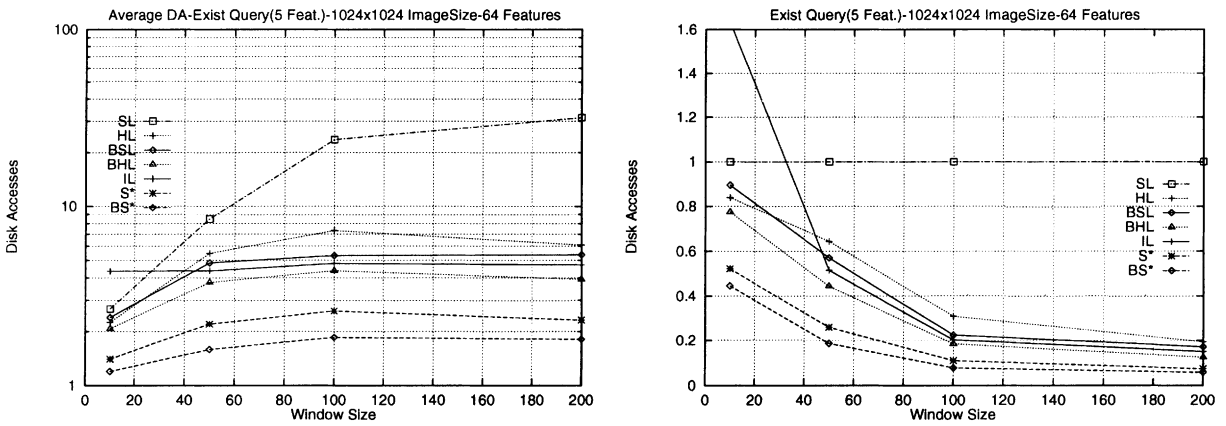 Average DA-Exist Query(5 Feat.)-1024x1024 ImageSize-64 Features
100
10
1
Disk Accesses
SL
HL
BSL
BHL
IL
S*
BS*
0 20 40 60 80 100 120 140 160 180 200
Window Size
Exist Query(5 Feat.)-1024x1024 ImageSize-64 Features
1.6
1.4
1.2
1
0.8
0.6
0.4
0.2
0
Disk Accesses
SL
HL
BSL
BHL
IL
S*
BS*
0 20 40 60 80 100 120 140 160 180 200
Window Size